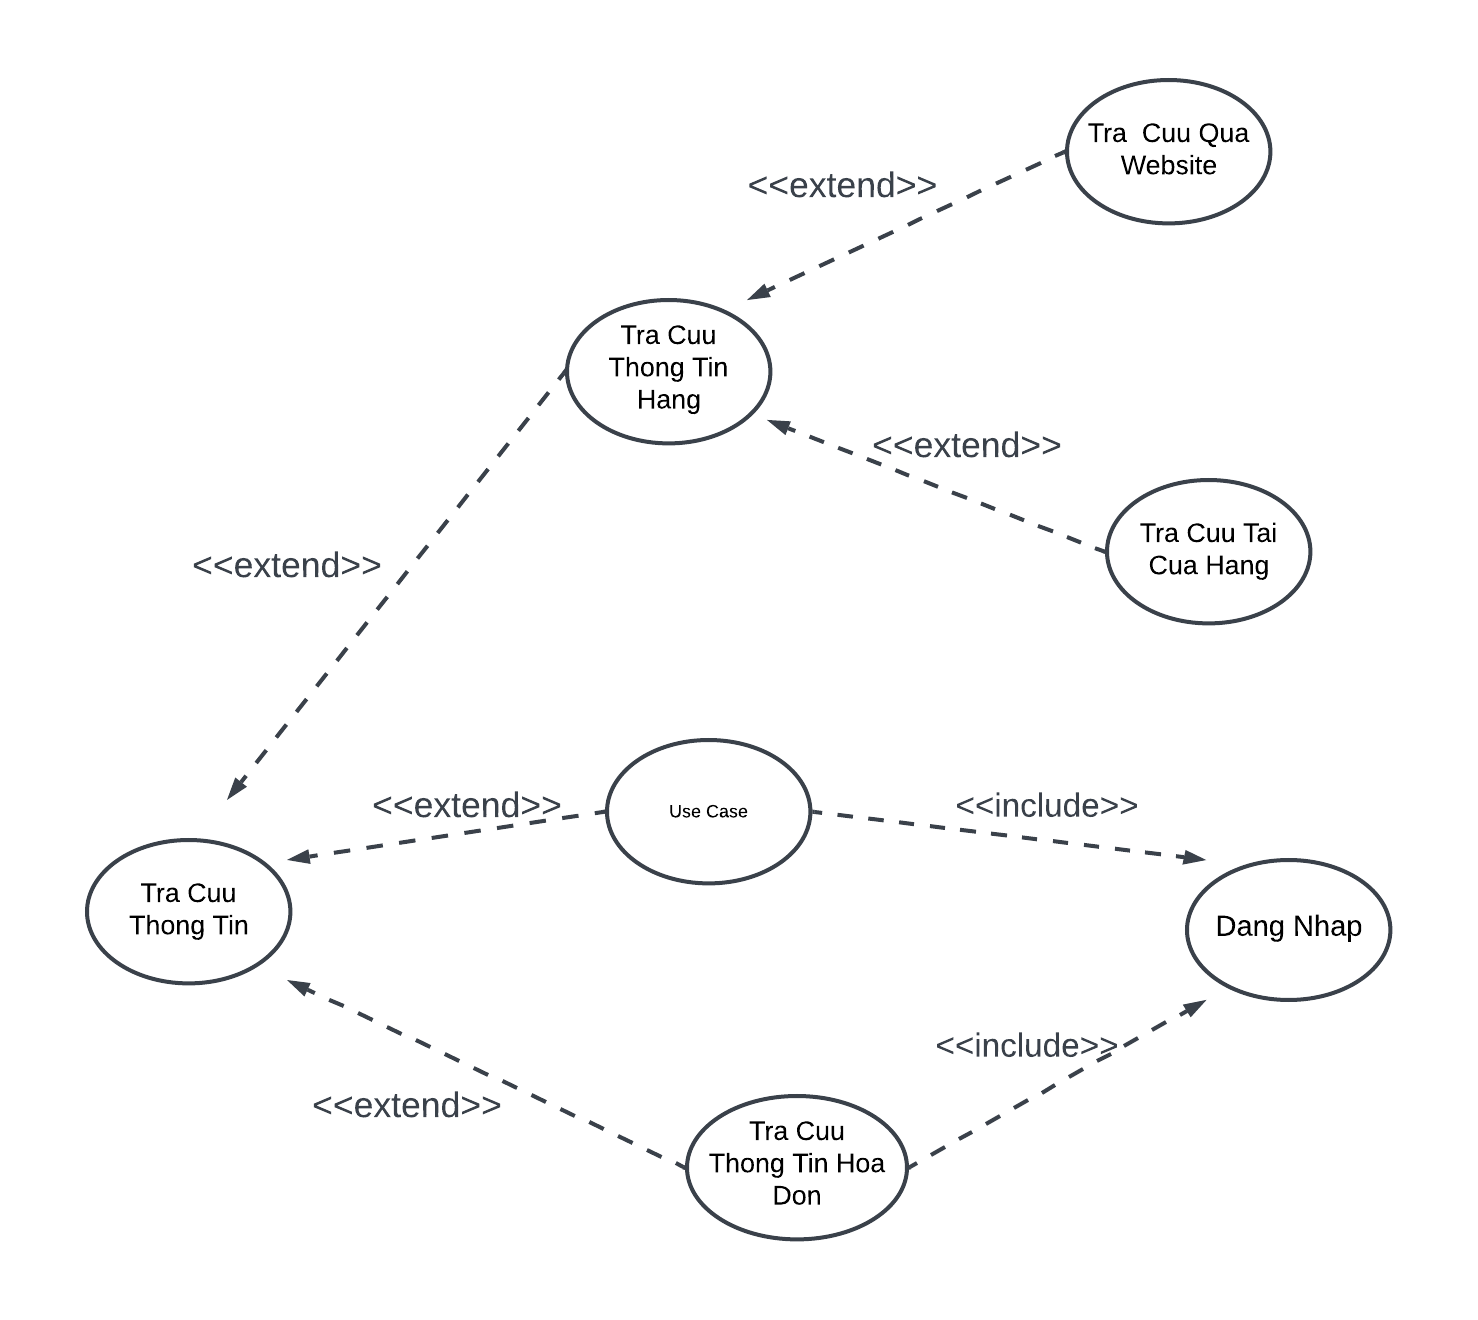 Tra  Cuu Qua
Website
<<extend>>
Tra Cuu
Thong Tin
Hang
<<extend>>
Tra Cuu Tai
Cua Hang
<<extend>>
<<extend>>
Use Case
<<include>>
Tra Cuu
Thong Tin
Dang Nhap
<<include>>
<<extend>>
Tra Cuu
Thong Tin Hoa
Don